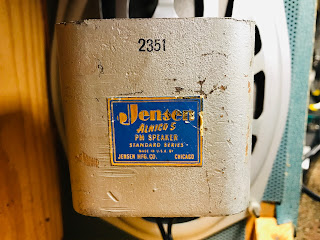 2351
Jensen
ALNICO 5
PM SPEAKER
STANDARD SERIES
MADE IN U.S.A. BY
JENSEN MFG. CO. CHICAGO